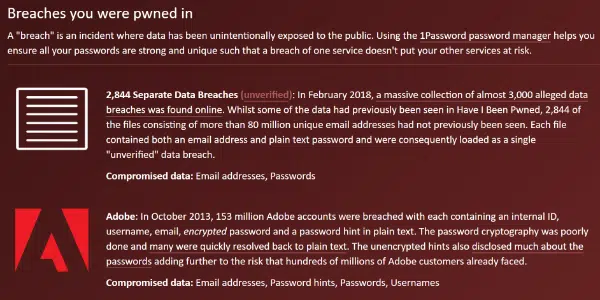 Breaches you were pwned in
A "breach" is an incident where data has been unintentionally exposed to the public. Using the 1Password password manager helps you
ensure all your passwords are strong and unique such that a breach of one service doesn't put your other services at risk.
2,844 Separate Data Breaches (unverified): In February 2018, a massive collection of almost 3,000 alleged data
breaches was found online. Whilst some of the data had previously been seen in Have I Been Pwned, 2,844 of
the files consisting of more than 80 million unique email addresses had not previously been seen. Each file
contained both an email address and plain text password and were consequently loaded as a single
"unverified" data breach.
Compromised data: Email addresses, Passwords
Adobe: In October 2013, 153 million Adobe accounts were breached with each containing an internal ID,
username, email, encrypted password and a password hint in plain text. The password cryptography was poorly
done and many were quickly resolved back to plain text. The unencrypted hints also disclosed much about the
passwords adding further to the risk that hundreds of millions of Adobe customers already faced.
Compromised data: Email addresses, Password hints, Passwords, Usernames